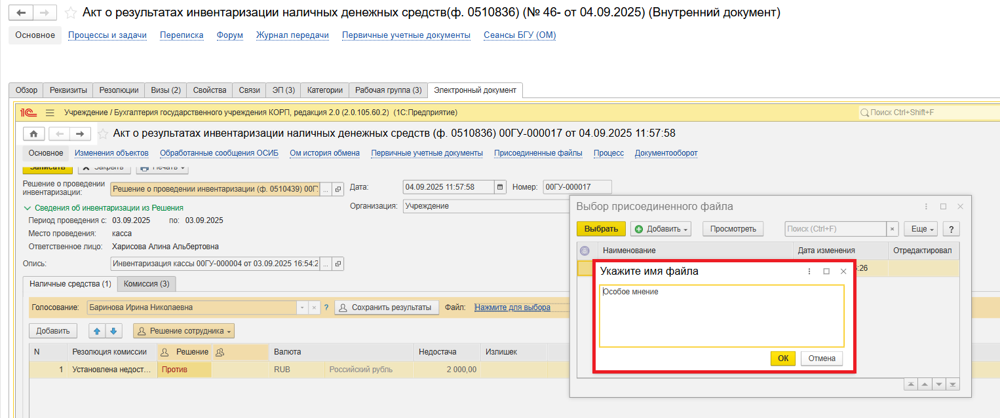 Акт о результатах инвентаризации наличных денежных средств(ф. 0510836) (№ 46- от 04.09.2025) (Внутренний документ)
Основное Процессы и задачи Переписка Форум Журнал передачи Первичные учетные документы Сеансы БГУ (ОМ)
Обзор Реквизиты Резолюции Визы (2) Свойства Связи ЭП (3) Категории Рабочая группа (3) Электронный документ
1С Учреждение / Бухгалтерия государственного учреждения КОРП, редакция 2.0 (2.0.105.60.2) (1С:Предприятие) Поиск Ctrl+Shift+F
Акт о результатах инвентаризации наличных денежных средств (ф. 0510836) 00ГУ-000017 от 04.09.2025 11:57:58
Основное Изменения объектов Обработанные сообщения ОСИБ Ом история обмена Первичные учетные документы Присоединенные файлы Процесс Документооборот
Записать Закрыть Печать
Решение о проведении инвентаризации: Решение о проведении инвентаризации (ф. 0510439) 00Г ... Дата: 04.09.2025 11:57:58 Номер: 00ГУ-000017
Сведения об инвентаризации из Решения Организация: Учреждение
Период проведения с: 03.09.2025 по: 03.09.2025
Место проведения: касса
Ответственное лицо: Харисова Алина Альбертовна
Опись: Инвентаризация кассы 00ГУ-000004 от 03.09.2025 16:54:2 ...
Наличные средства (1) Комиссия (3)
Голосование: Баринова Ирина Николаевна × ? Сохранить результаты Файл: Нажмите для выбора
Добавить Решение сотрудника
N Резолюция комиссии Решение Валюта Недостача Излишек
1 Установлена недост... Против RUB Российский рубль 2 000,00
Выбор присоединенного файла
Выбрать Добавить Просмотреть Поиск (Ctrl+F) × Еще ?
Наименование Дата изменения Отредактировал
:26
Укажите имя файла
Особое мнение
ОК Отмена